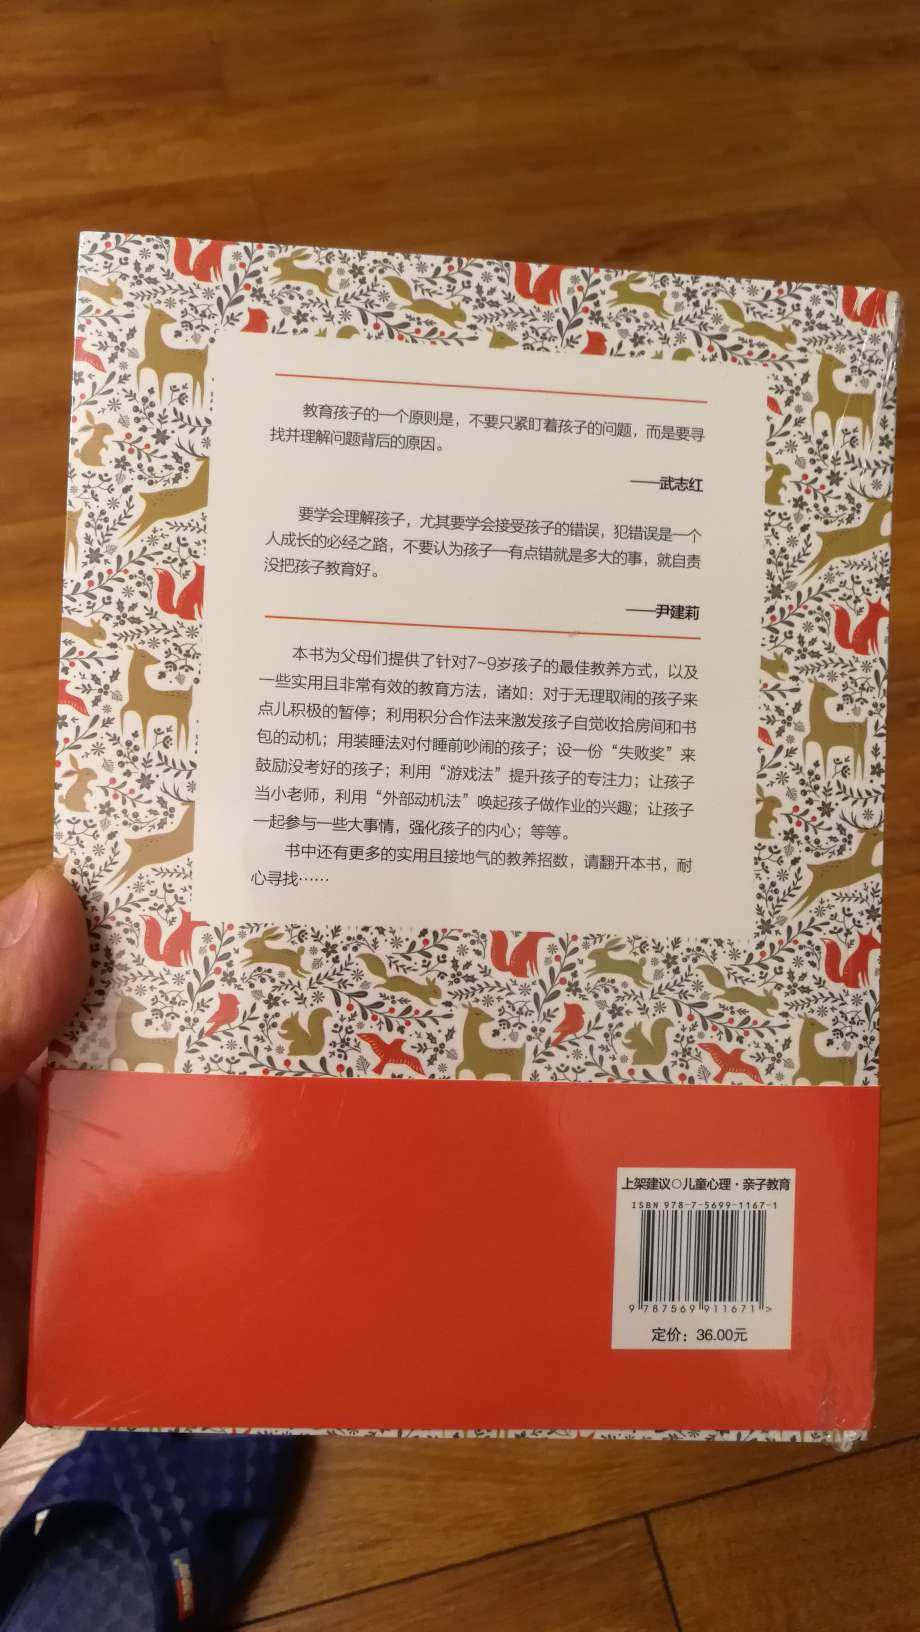 教育孩子的一个原则是，不要只紧盯着孩子的问题，而是要寻
找并理解问题背后的原因。
——武志红
要学会理解孩子，尤其要学会接受孩子的错误，犯错误是一个
人成长的必经之路，不要认为孩子一有点错就是多大的事，就自责
没把孩子教育好。
——尹建莉
本书为父母们提供了针对7~9岁孩子的最佳教养方式，以及
一些实用且非常有效的教育方法，诸如：对于无理取闹的孩子来
点儿积极的暂停；利用积分合作法来激发孩子自觉收拾房间和书
包的动机；用装睡法对付睡前吵闹的孩子；设一份“失败奖”来
鼓励没考好的孩子；利用“游戏法”提升孩子的专注力；让孩子
当小老师，利用“外部动机法”唤起孩子做作业的兴趣；让孩子
一起参与一些大事情，强化孩子的内心；等等。
书中还有更多的实用且接地气的教养招数，请翻开本书，耐
心寻找……
上架建议○儿童心理·亲子教育
ISBN 978-7-5699-1167-1
9 787569 911671 >
定价：36.00元